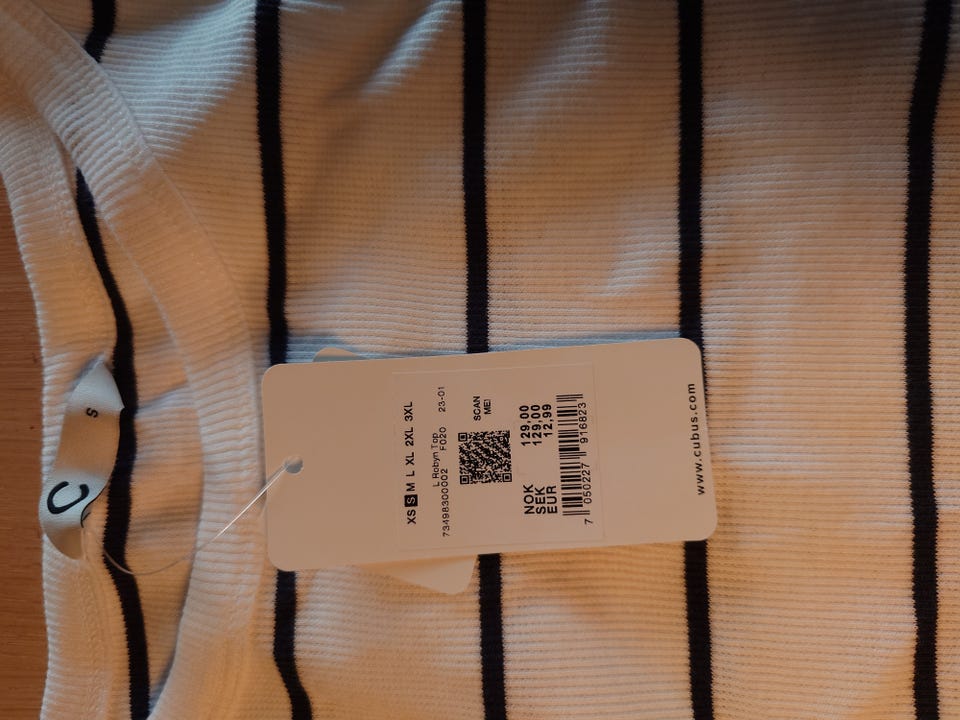 S
C
XS S M L XL 2XL 3XL
L.Robyn Top
73498300002 F020 23-01
SCAN
ME!
NOK 129,00
SEK 129,00
EUR 12,99
7 050227 916823
www.cubus.com